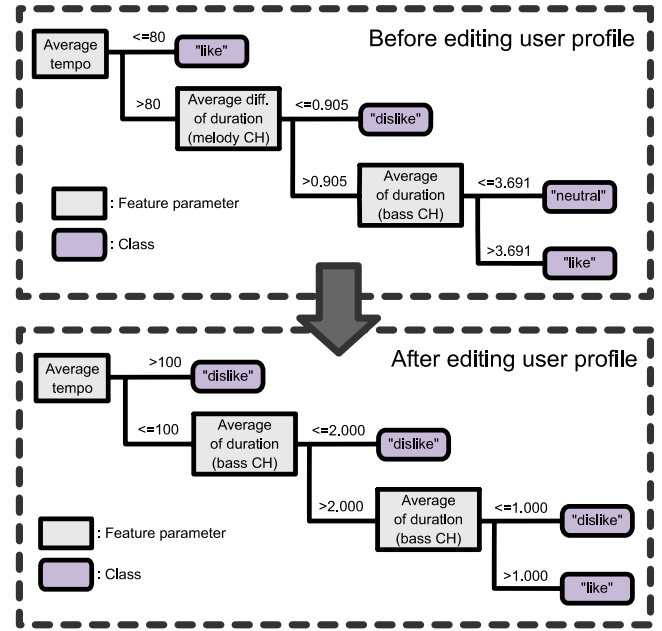 Before editing user profile
Average
tempo
<=80
"like"
>80
Average diff.
of duration
(melody CH)
<=0.905
"dislike"
>0.905
Average
of duration
(bass CH)
<=3.691
"neutral"
>3.691
"like"
: Feature parameter
: Class
After editing user profile
Average
tempo
>100
"dislike"
<=100
Average
of duration
(bass CH)
<=2.000
"dislike"
>2.000
Average
of duration
(bass CH)
<=1.000
"dislike"
>1.000
"like"
: Feature parameter
: Class